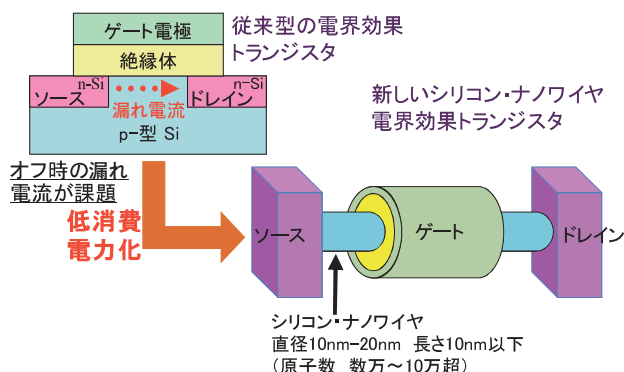 ゲート電極
絶縁体
n-Si
n-Si
ソース
漏れ電流
ドレイン
p-型 Si
従来型の電界効果
トランジスタ
オフ時の漏れ
電流が課題
低消費
電力化
新しいシリコン・ナノワイヤ
電界効果トランジスタ
ソース
ゲート
ドレイン
シリコン・ナノワイヤ
直径10nm-20nm 長さ10nm以下
(原子数 数万～10万超)